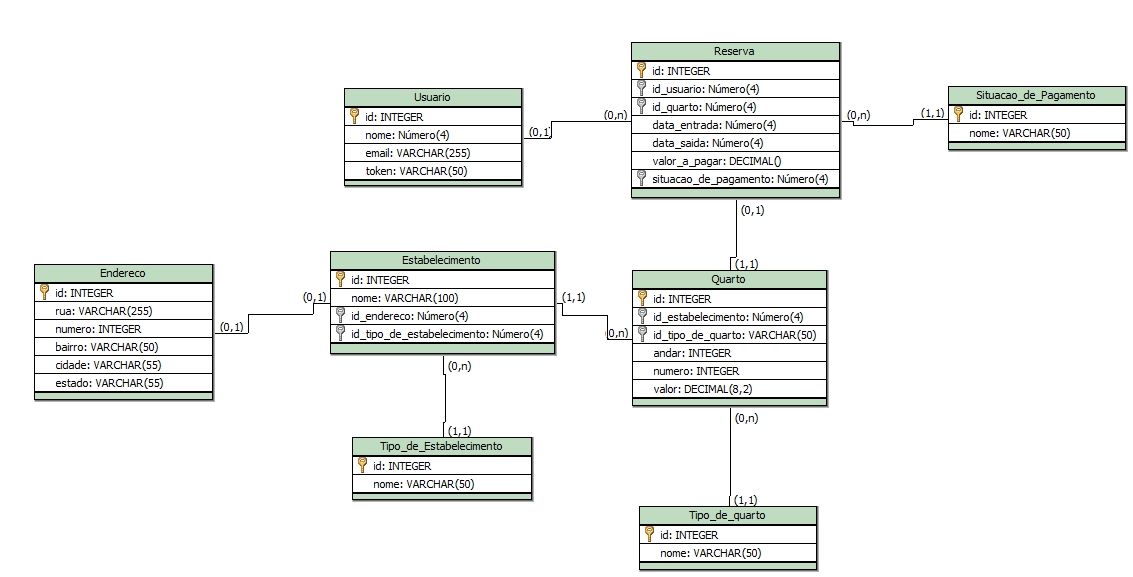 Reserva
id: INTEGER
id_usuario: Número(4)
id_quarto: Número(4)
data_entrada: Número(4)
data_saida: Número(4)
valor_a_pagar: DECIMAL()
situacao_de_pagamento: Número(4)
Usuario
id: INTEGER
nome: Número(4)
email: VARCHAR(255)
token: VARCHAR(50)
(0,1)
(0,n)
(0,n)
(1,1)
Situacao_de_Pagamento
id: INTEGER
nome: VARCHAR(50)
(0,1)
(1,1)
Endereco
id: INTEGER
rua: VARCHAR(255)
numero: INTEGER
bairro: VARCHAR(50)
cidade: VARCHAR(55)
estado: VARCHAR(55)
(0,1)
(0,1)
Estabelecimento
id: INTEGER
nome: VARCHAR(100)
id_endereco: Número(4)
id_tipo_de_estabelecimento: Número(4)
(1,1)
(0,n)
Quarto
id: INTEGER
id_estabelecimento: Número(4)
id_tipo_de_quarto: VARCHAR(50)
andar: INTEGER
numero: INTEGER
valor: DECIMAL(8,2)
(0,n)
(1,1)
Tipo_de_Estabelecimento
id: INTEGER
nome: VARCHAR(50)
(0,n)
(1,1)
Tipo_de_quarto
id: INTEGER
nome: VARCHAR(50)